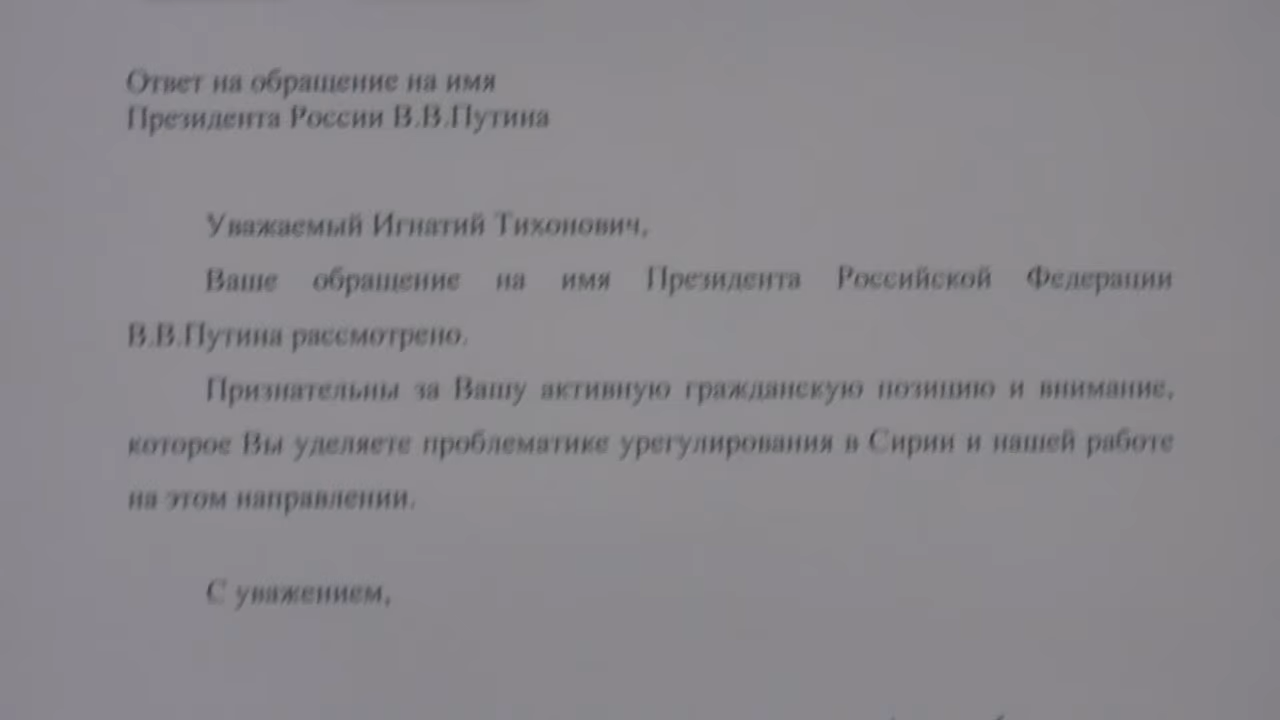 Ответ на обращение на имя
Президента России В.В.Путина
Уважаемый Игнатий Тихонович,
Ваше обращение на имя Президента Российской Федерации
В.В.Путина рассмотрено.
Признательны за Вашу активную гражданскую позицию и внимание,
которое Вы уделяете проблематике урегулирования в Сирии и нашей работе
на этом направлении.
С уважением,